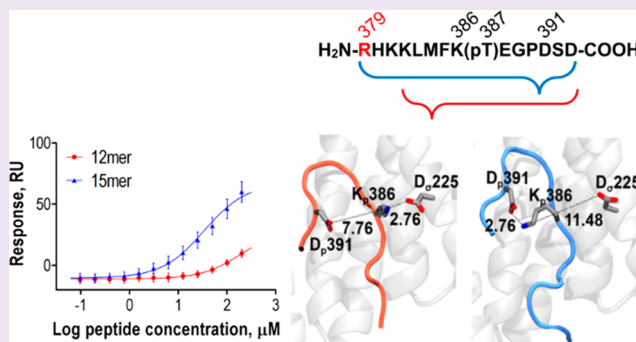 379 386 387 391
H₂N-RHKKLMFK(pT)EGPDSD-COOH
Response, RU
100
50
0
12mer
15mer
-1 0 1 2 3
Log peptide concentration, μM
Dₚ391
Kₚ386
Dσ225
7.76
2.76
Dₚ391
Kₚ386
Dσ225
2.76
11.48